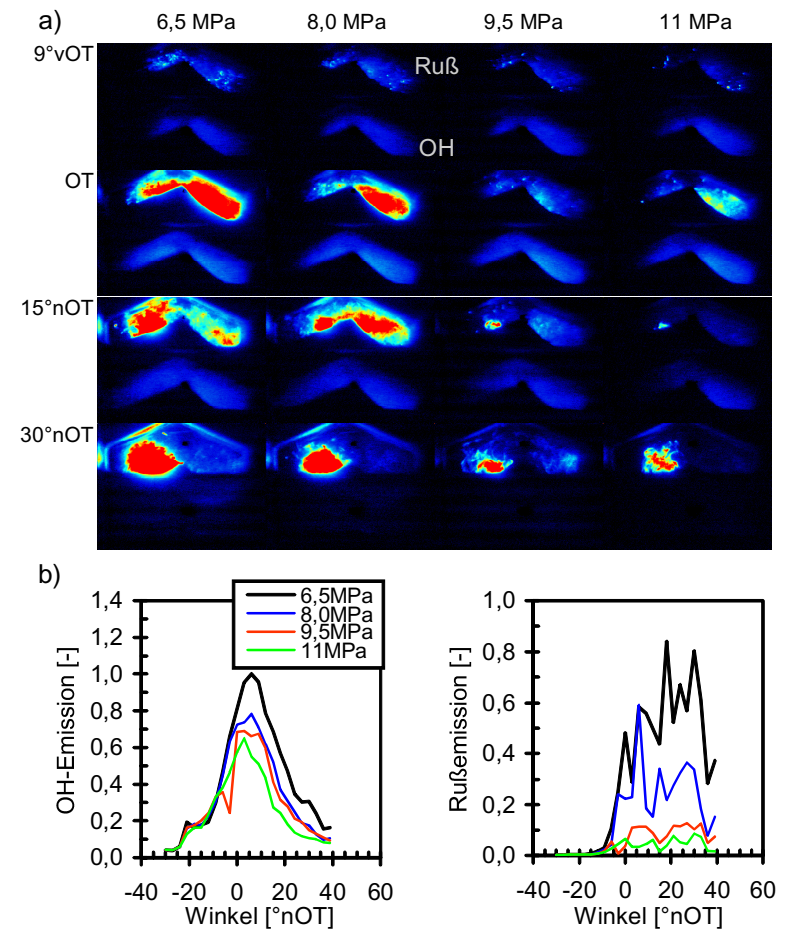 a)
6,5 MPa 8,0 MPa 9,5 MPa 11 MPa
9°vOT
Ruß
OH
OT
15°nOT
30°nOT
b)
6,5MPa
8,0MPa
9,5MPa
11MPa
OH-Emission [-]
1,4
1,2
1,0
0,8
0,6
0,4
0,2
0,0
-40 -20 0 20 40 60
Winkel [°nOT]
Rußemission [-]
1,0
0,8
0,6
0,4
0,2
0,0
-40 -20 0 20 40 60
Winkel [°nOT]